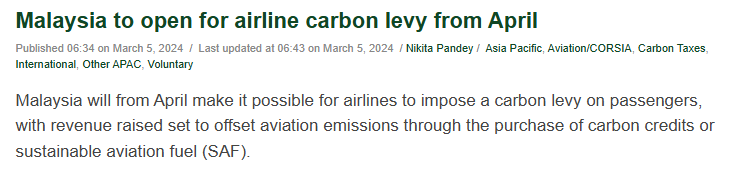 Malaysia to open for airline carbon levy from April
Published 06:34 on March 5, 2024 / Last updated at 06:43 on March 5, 2024 / Nikita Pandey / Asia Pacific, Aviation/CORSIA, Carbon Taxes,
International, Other APAC, Voluntary
Malaysia will from April make it possible for airlines to impose a carbon levy on passengers,
with revenue raised set to offset aviation emissions through the purchase of carbon credits or
sustainable aviation fuel (SAF).